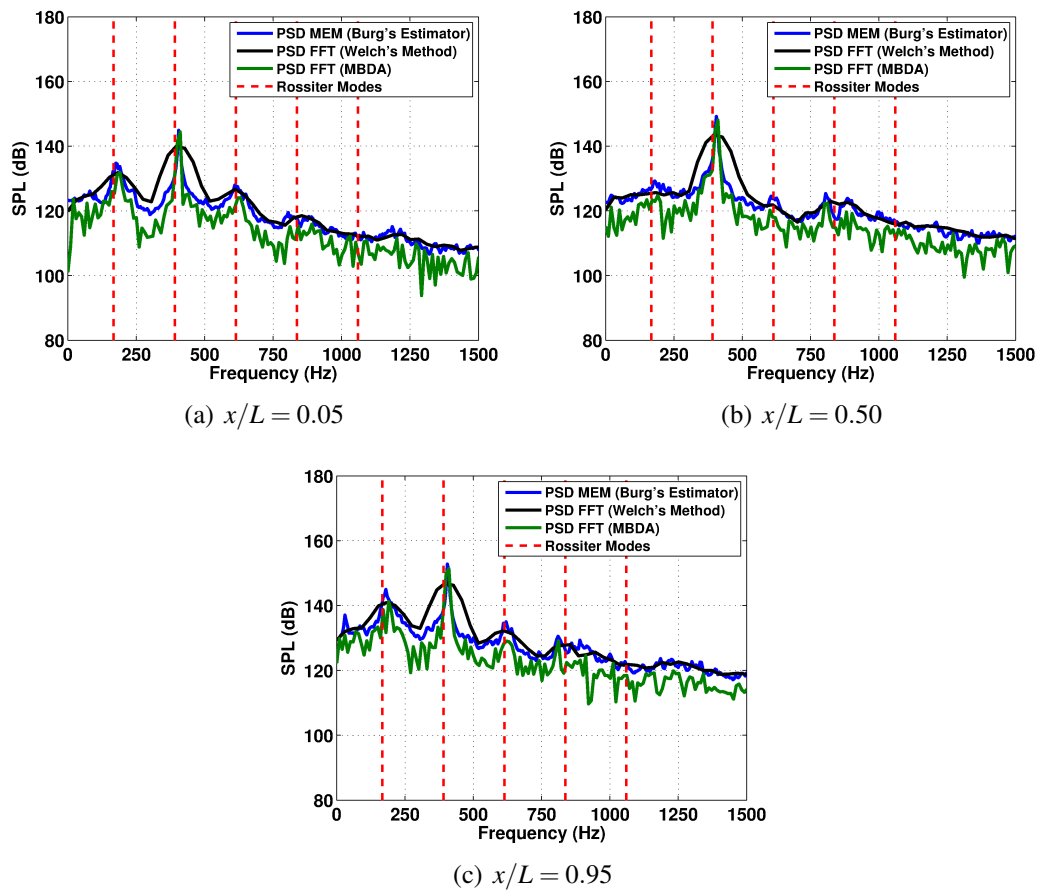 PSD MEM (Burg's Estimator)
PSD FFT (Welch's Method)
PSD FFT (MBDA)
Rossiter Modes
180
160
140
120
100
80
SPL (dB)
0 250 500 750 1000 1250 1500
Frequency (Hz)
(a) x/L = 0.05
PSD MEM (Burg's Estimator)
PSD FFT (Welch's Method)
PSD FFT (MBDA)
Rossiter Modes
180
160
140
120
100
80
SPL (dB)
0 250 500 750 1000 1250 1500
Frequency (Hz)
(b) x/L = 0.50
PSD MEM (Burg's Estimator)
PSD FFT (Welch's Method)
PSD FFT (MBDA)
Rossiter Modes
180
160
140
120
100
80
SPL (dB)
0 250 500 750 1000 1250 1500
Frequency (Hz)
(c) x/L = 0.95